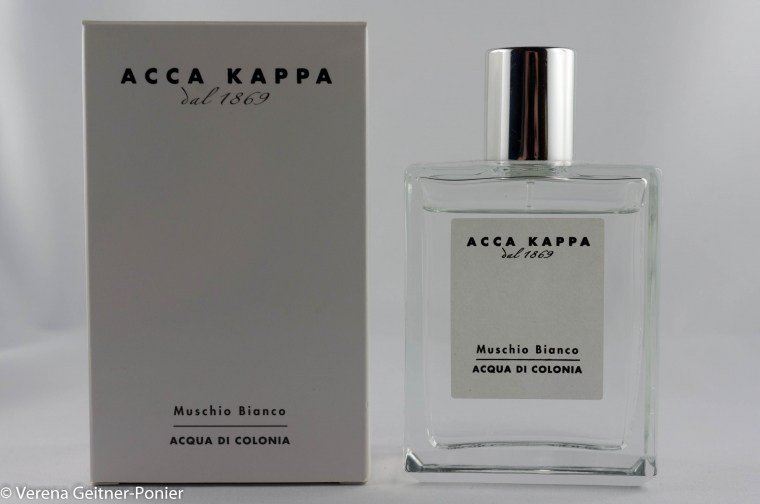 ACCA KAPPA
dal 1869
Muschio Bianco
ACQUA DI COLONIA
ACCA KAPPA
dal 1869
Muschio Bianco
ACQUA DI COLONIA
© Verena Geitner-Ponier